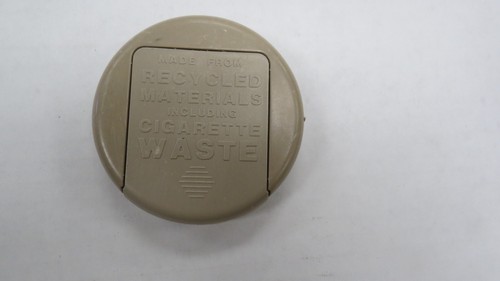 MADE FROM
RECYCLED
MATERIALS
INCLUDING
CIGARETTE
WASTE